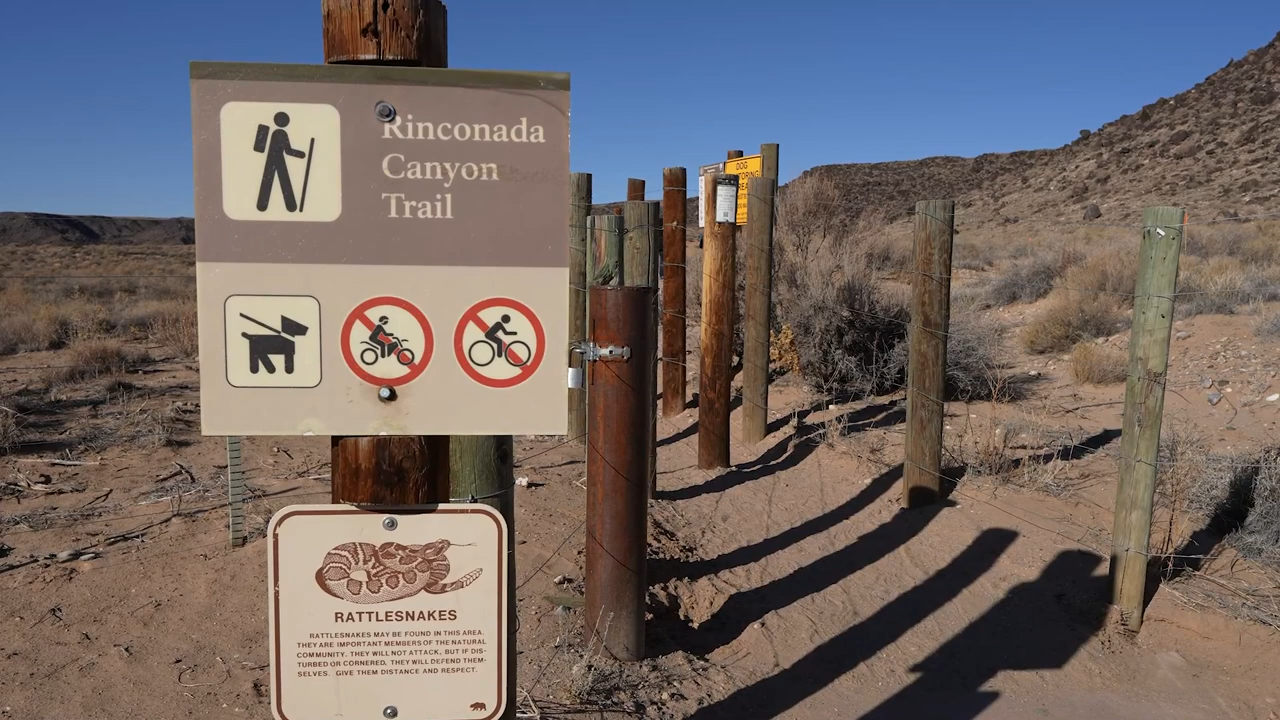 Rinconada
Canyon
Trail
DOG
RATTLESNAKES
RATTLESNAKES MAY BE FOUND IN THIS AREA.
THEY ARE IMPORTANT MEMBERS OF THE NATURAL
COMMUNITY. THEY WILL NOT ATTACK, BUT IF DIS-
TURBED OR CORNERED, THEY WILL DEFEND THEM-
SELVES. GIVE THEM DISTANCE AND RESPECT.